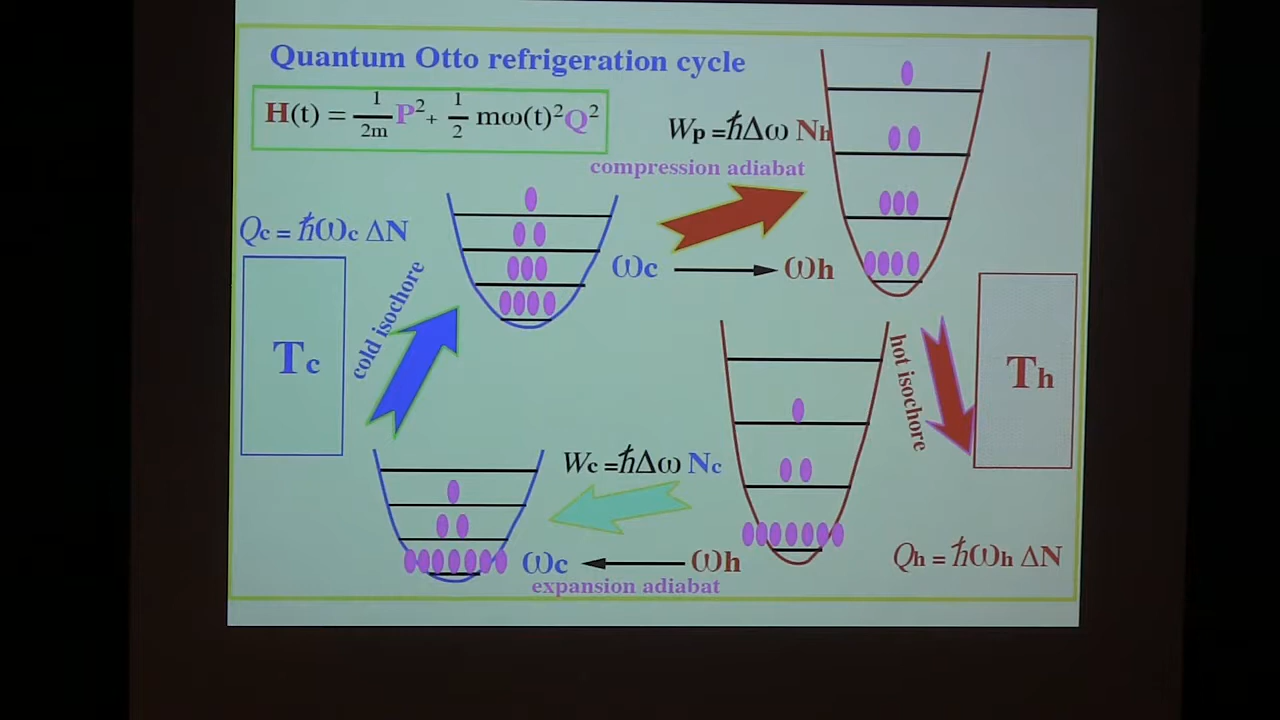 Quantum Otto refrigeration cycle
H(t) = 1/2m P² + 1/2 mω(t)²Q²
Wp =ℏΔω Nh
compression adiabat
Qc = ℏωc ΔN
ωc
ωh
cold isochore
Tc
hot isochore
Th
Wc =ℏΔω Nc
ωc
ωh
Qh = ℏωh ΔN
expansion adiabat